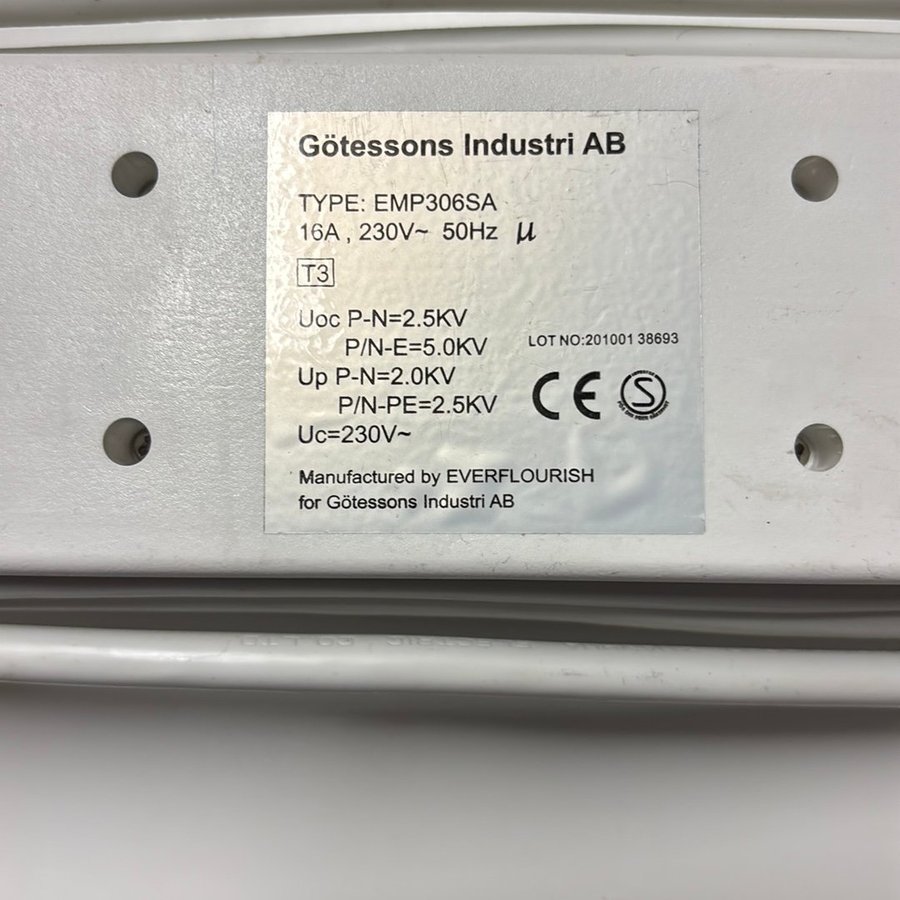 Götessons Industri AB
TYPE: EMP306SA
16A , 230V~ 50Hz µ
T3
Uoc P-N=2.5KV
P/N-E=5.0KV
Up P-N=2.0KV
P/N-PE=2.5KV
Uc=230V~
LOT NO:201001 38693
CE
S
Manufactured by EVERFLOURISH
for Götessons Industri AB